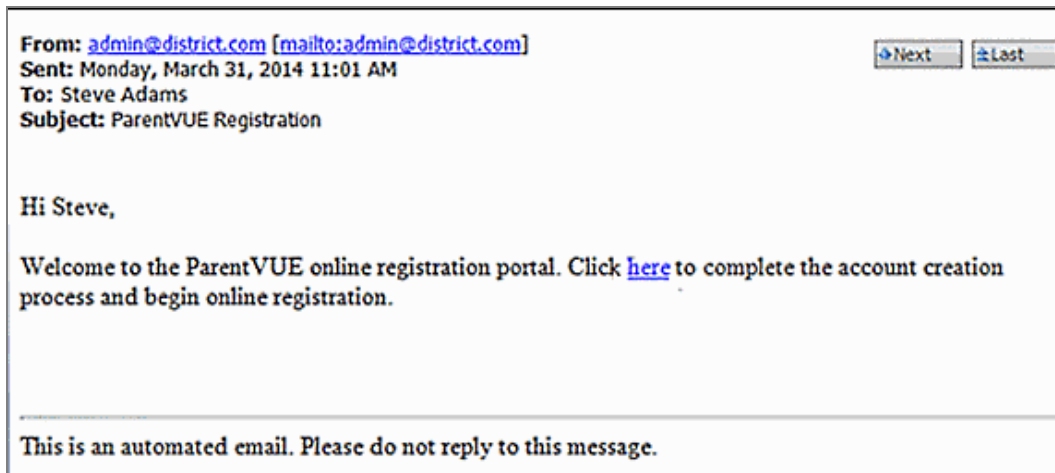 From: admin@district.com [mailto:admin@district.com]
Sent: Monday, March 31, 2014 11:01 AM
To: Steve Adams
Subject: ParentVUE Registration
Next
Last
Hi Steve,
Welcome to the ParentVUE online registration portal. Click here to complete the account creation
process and begin online registration.
This is an automated email. Please do not reply to this message.